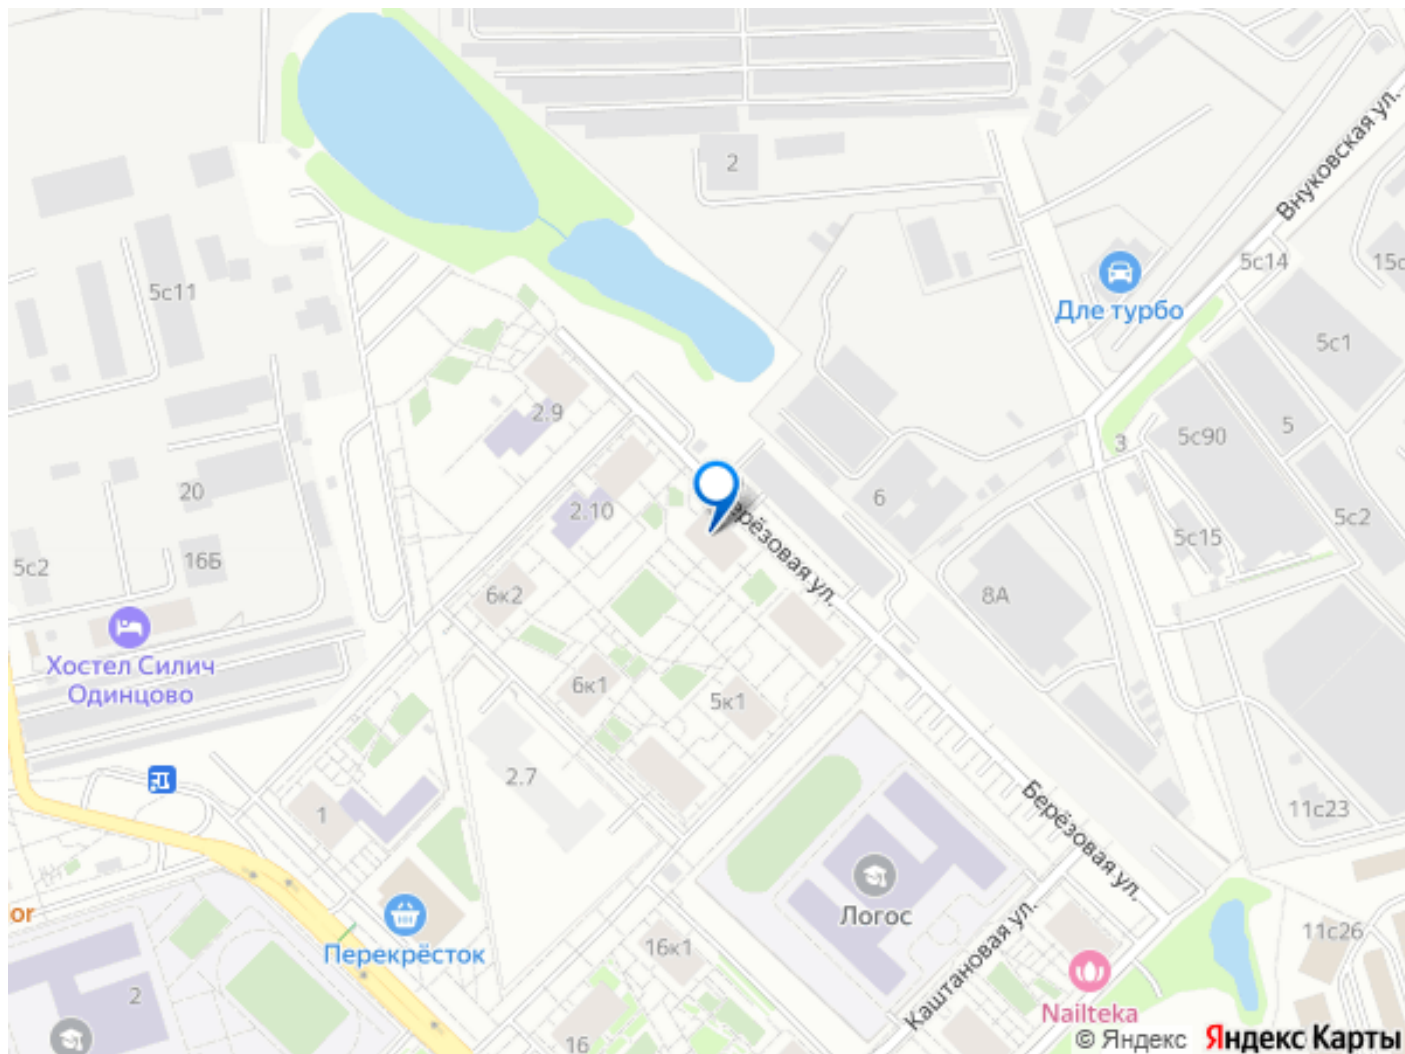 2
Внуковская ул.
5с14
15с
5с11
Дле турбо
5с1
2.9
3
5с90
5
20
6
2.10
5с2
16Б
5с15
5с2
ерёзовая ул.
6к2
8А
Хостел Силич
Одинцово
6к1
5к1
2.7
1
Берёзовая ул.
11с23
Логос
or
Перекрёсток
16к1
Каштановая ул.
11с26
2
Nailteka
16
© Яндекс
Яндекс Карты